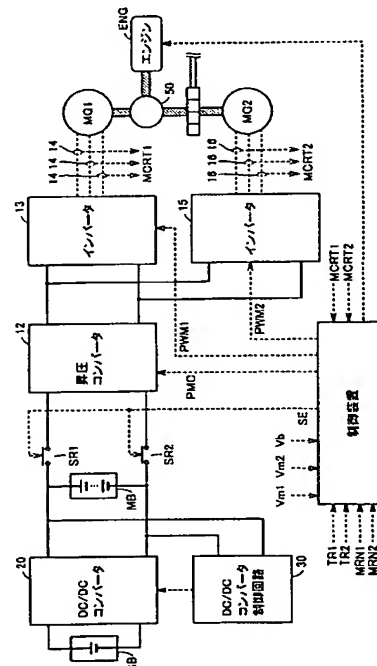 ENG
エンジン
MG1
50
MG2
14
14
14
MCRT1
16
16
16
MCRT2
13
インバータ
15
インバータ
12
昇圧
コンバータ
PWM1
PWM2
PMC
SE
SR1
SR2
MB
20
DC/DC
コンバータ
30
DC/DC
コンバータ
制御回路
SB
Vm1
Vm2
Vb
MCRT1
MCRT2
制御装置
TR1
TR2
MRN1
MRN2